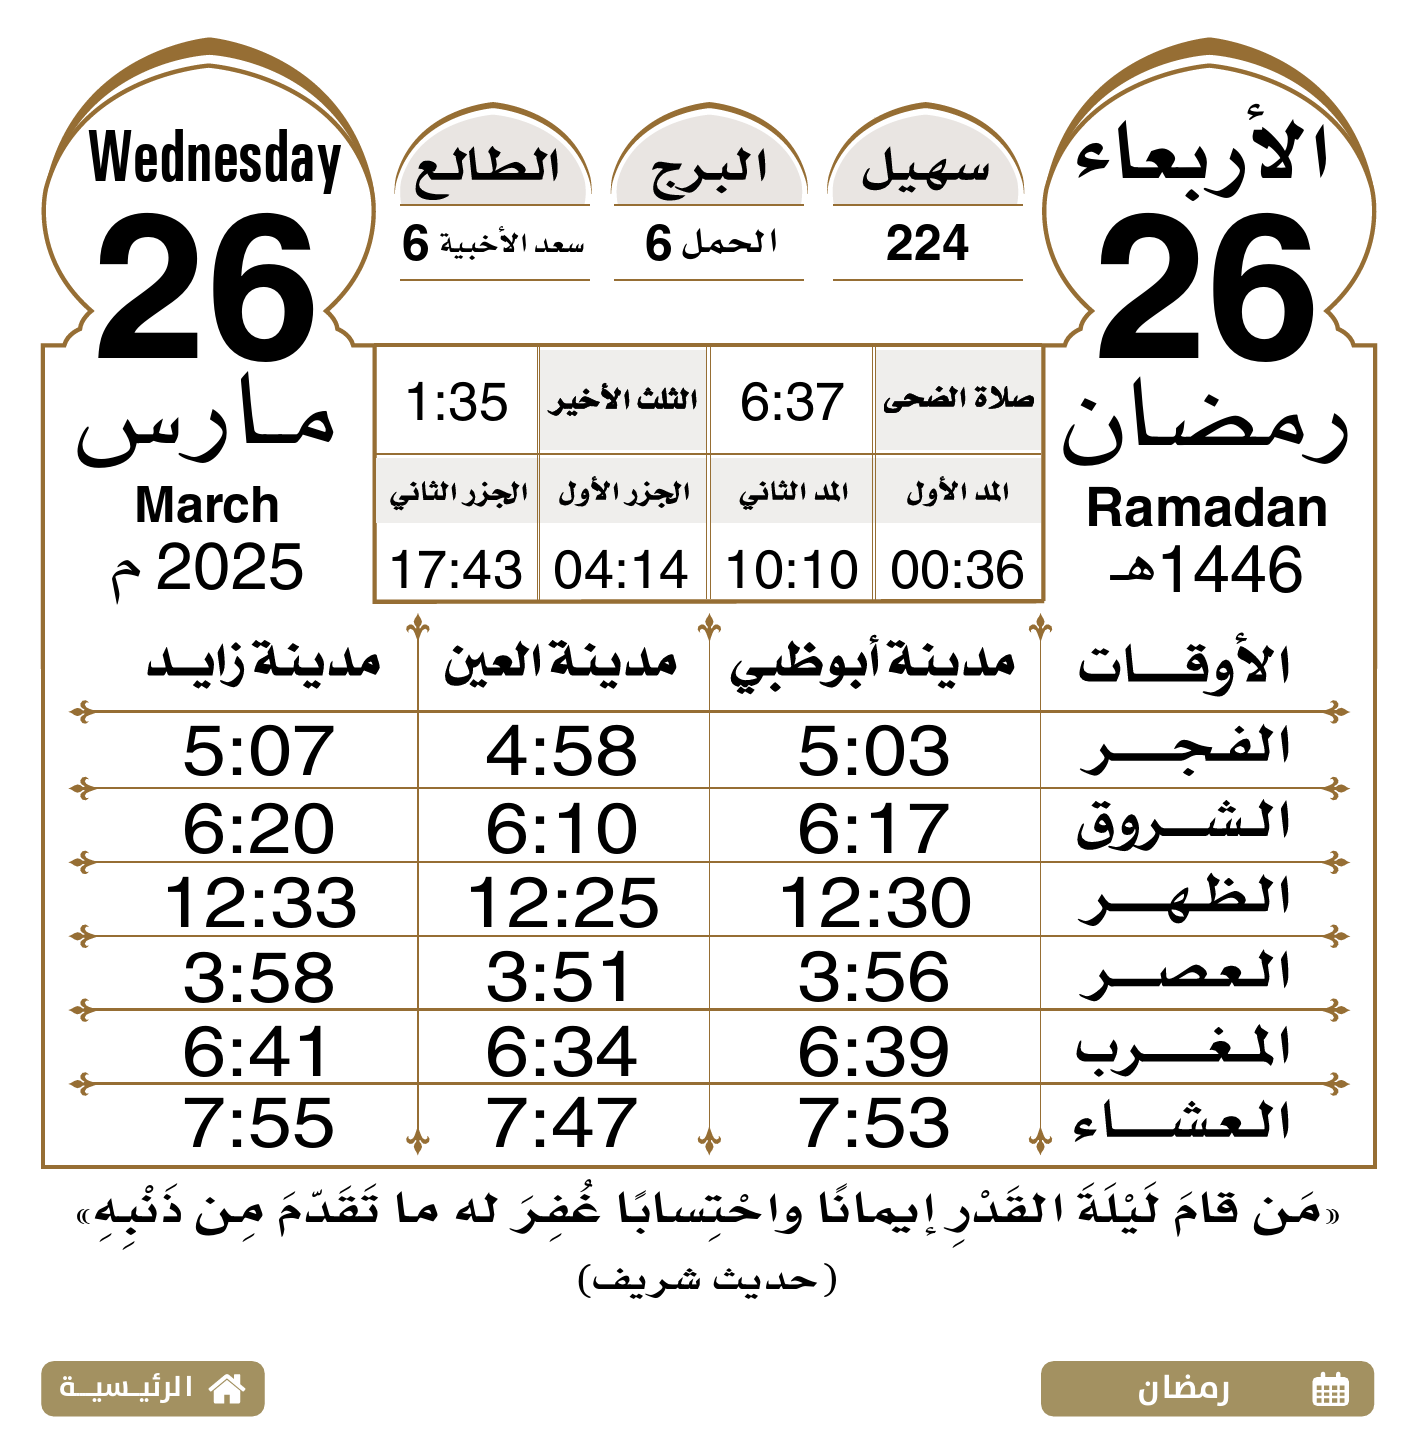 الأربعاء
26
رمضان
Ramadan
1446هـ
سهيل
224
البرج
الحمل 6
الطالع
سعد الأخبية 6
Wednesday
26
مارس
March
2025 م
صلاة الضحى 6:37 الثلث الأخير 1:35
المد الأول المد الثاني الجزر الأول الجزر الثاني
00:36 10:10 04:14 17:43
الأوقات مدينة أبوظبي مدينة العين مدينة زايد
الفجر 5:03 4:58 5:07
الشروق 6:17 6:10 6:20
الظهر 12:30 12:25 12:33
العصر 3:56 3:51 3:58
المغرب 6:39 6:34 6:41
العشاء 7:53 7:47 7:55
«مَن قامَ لَيْلَةَ القَدْرِ إيمانًا واحْتِسابًا غُفِرَ له ما تَقَدّمَ مِن ذَنْبِهِ»
(حديث شريف)
رمضان
الرئيسية